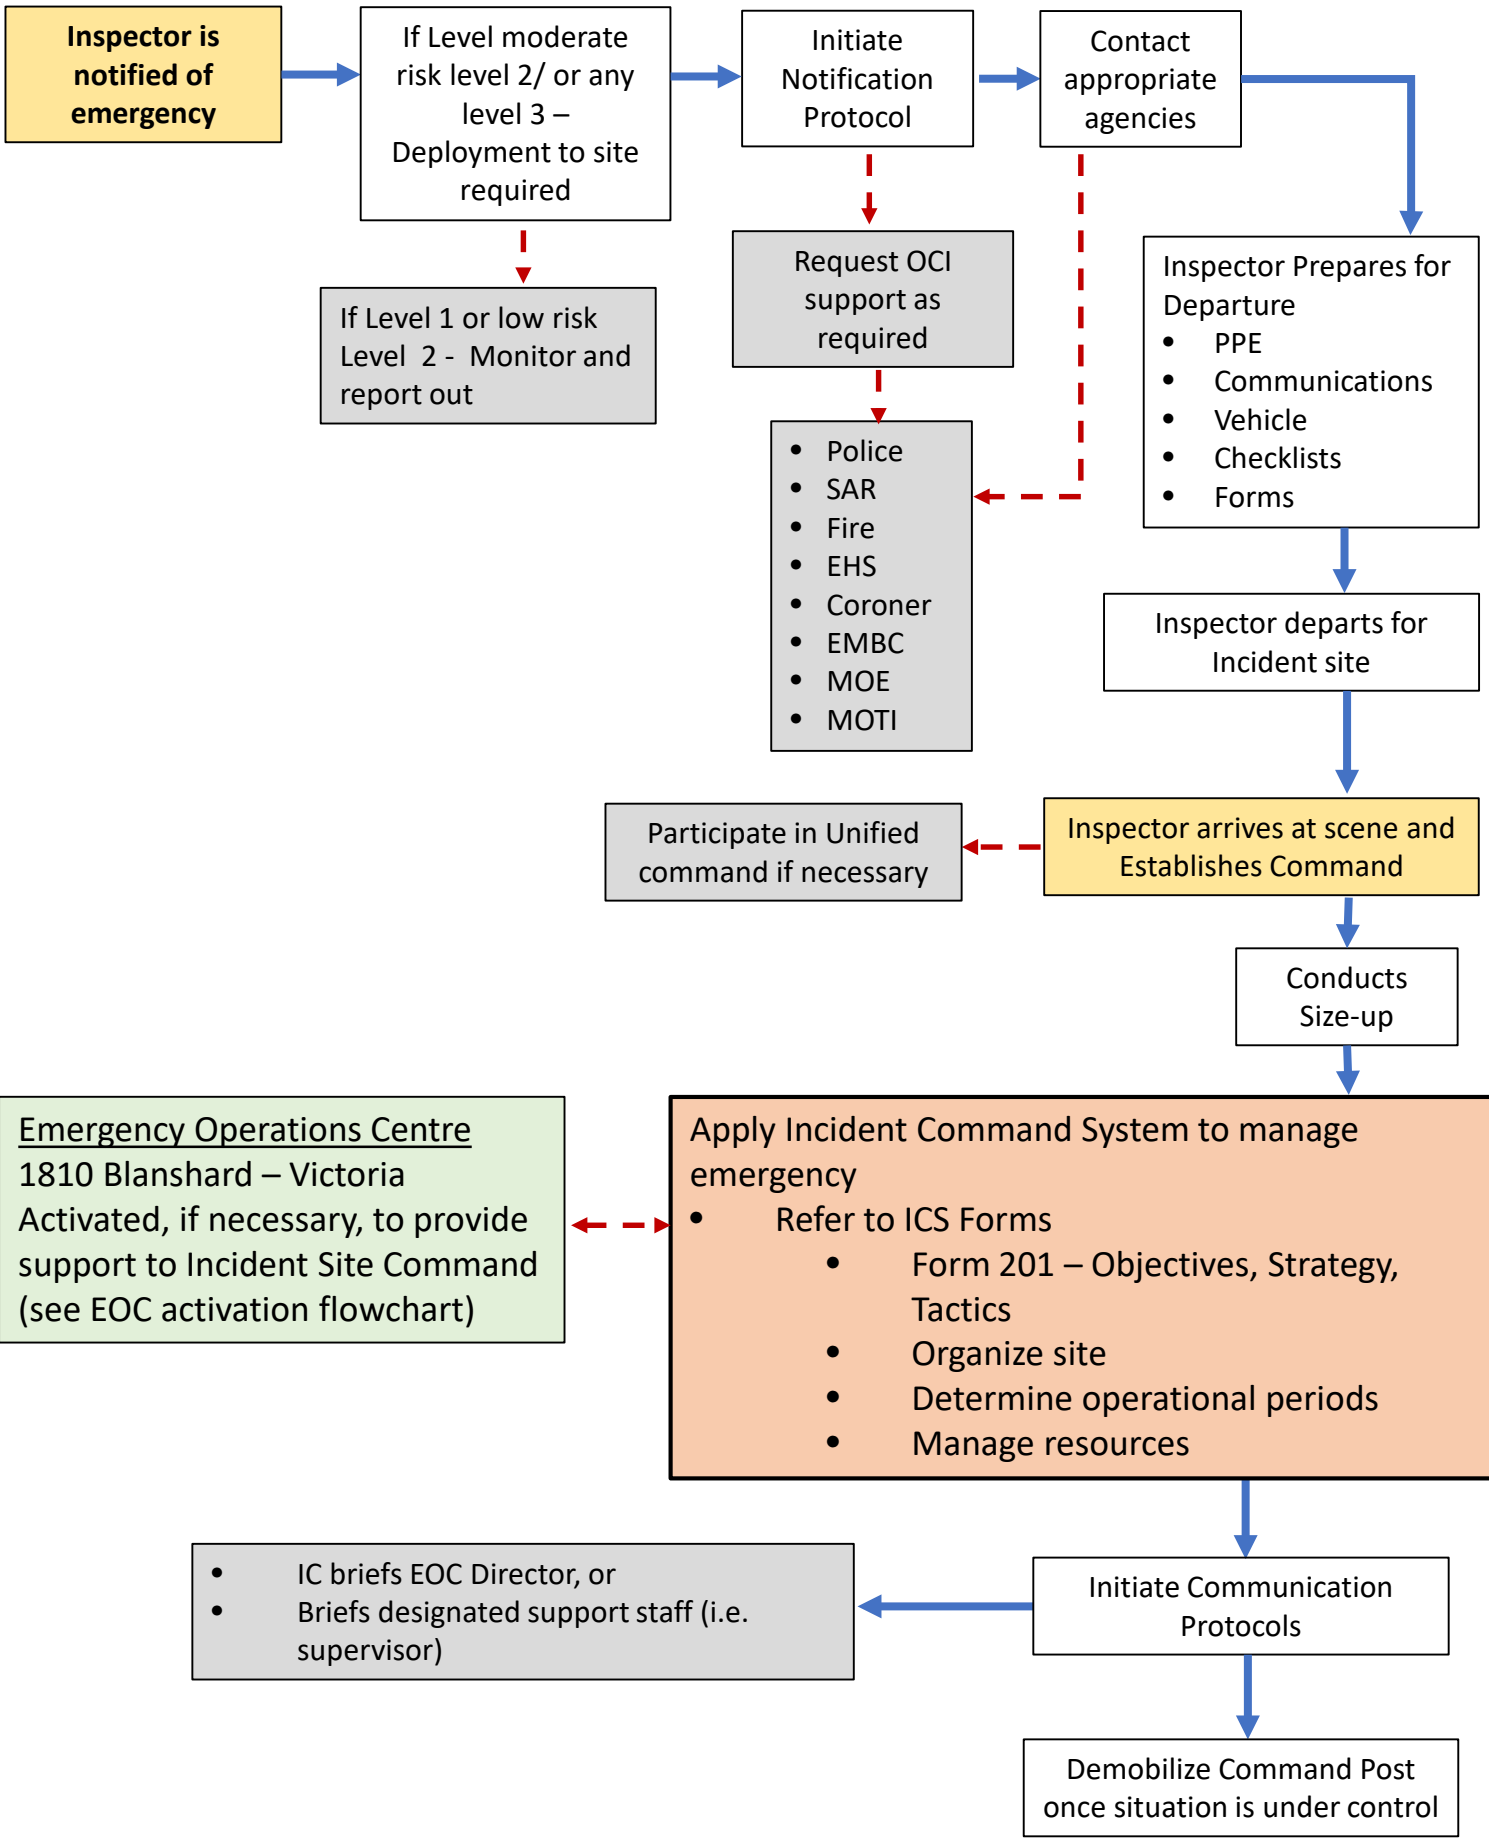 Inspector is
notified of
emergency
If Level moderate
risk level 2/ or any
level 3 –
Deployment to site
required
Initiate
Notification
Protocol
Contact
appropriate
agencies
If Level 1 or low risk
Level  2 -  Monitor and
report out
Request OCI
support as
required
• Police
• SAR
• Fire
• EHS
• Coroner
• EMBC
• MOE
• MOTI
Inspector Prepares for
Departure
• PPE
• Communications
• Vehicle
• Checklists
• Forms
Inspector departs for
Incident site
Participate in Unified
command if necessary
Inspector arrives at scene and
Establishes Command
Conducts
Size-up
Emergency Operations Centre
1810 Blanshard – Victoria
Activated, if necessary, to provide
support to Incident Site Command
(see EOC activation flowchart)
Apply Incident Command System to manage
emergency
• Refer to ICS Forms
• Form 201 – Objectives, Strategy,
Tactics
• Organize site
• Determine operational periods
• Manage resources
• IC briefs EOC Director, or
• Briefs designated support staff (i.e.
supervisor)
Initiate Communication
Protocols
Demobilize Command Post
once situation is under control